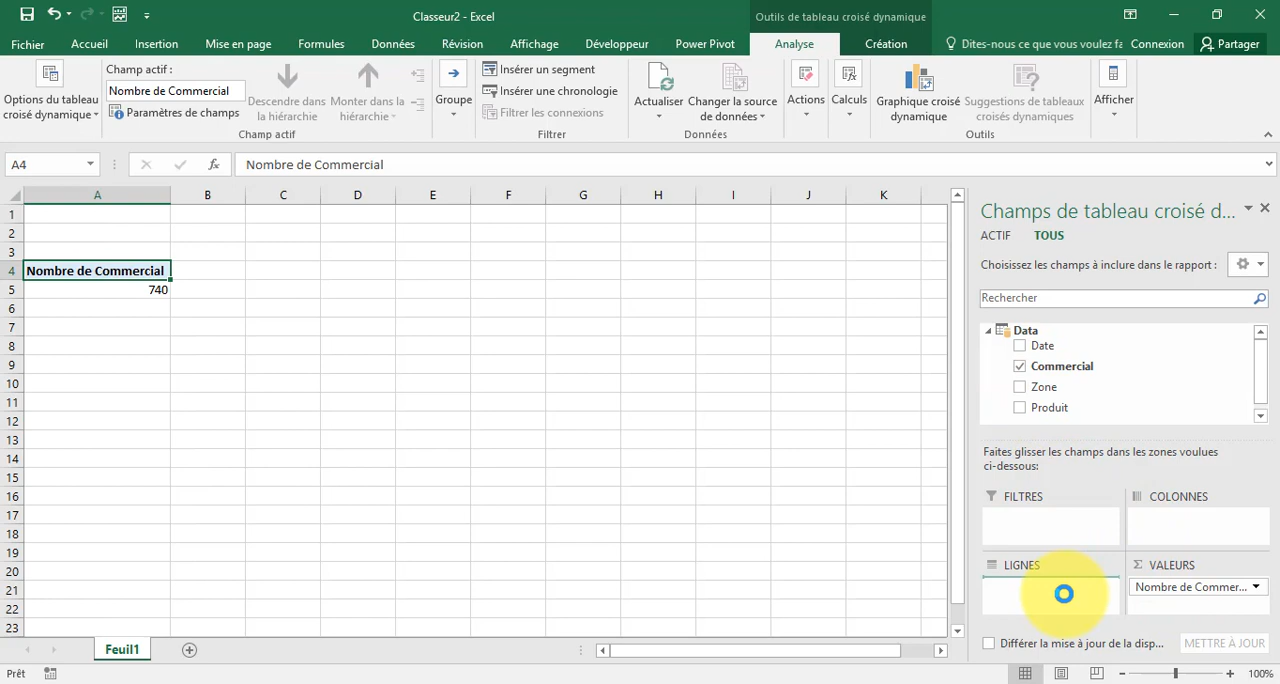 Classeur2 - Excel
Outils de tableau croisé dynamique
Fichier Accueil Insertion Mise en page Formules Données Révision Affichage Développeur Power Pivot Analyse Création Dites-nous ce que vous voulez fa Connexion Partager
Options du tableau croisé dynamique
Champ actif :
Nombre de Commercial
Paramètres de champs
Descendre dans la hiérarchie
Monter dans la hiérarchie
Champ actif
Groupe
Insérer un segment
Insérer une chronologie
Filtrer les connexions
Filtrer
Actualiser
Changer la source de données
Données
Actions
Calculs
Graphique croisé dynamique
Suggestions de tableaux croisés dynamiques
Outils
Afficher
A4
fx
Nombre de Commercial
A B C D E F G H I J K
1
2
3
4 Nombre de Commercial
5 740
6
7
8
9
10
11
12
13
14
15
16
17
18
19
20
21
22
23
Champs de tableau croisé d...
ACTIF TOUS
Choisissez les champs à inclure dans le rapport :
Rechercher
Data
Date
Commercial
Zone
Produit
Faites glisser les champs dans les zones voulues
ci-dessous:
FILTRES COLONNES
LIGNES Σ VALEURS
Nombre de Commer...
Différer la mise à jour de la disp... METTRE À JOUR
Feuil1
Prêt
100%